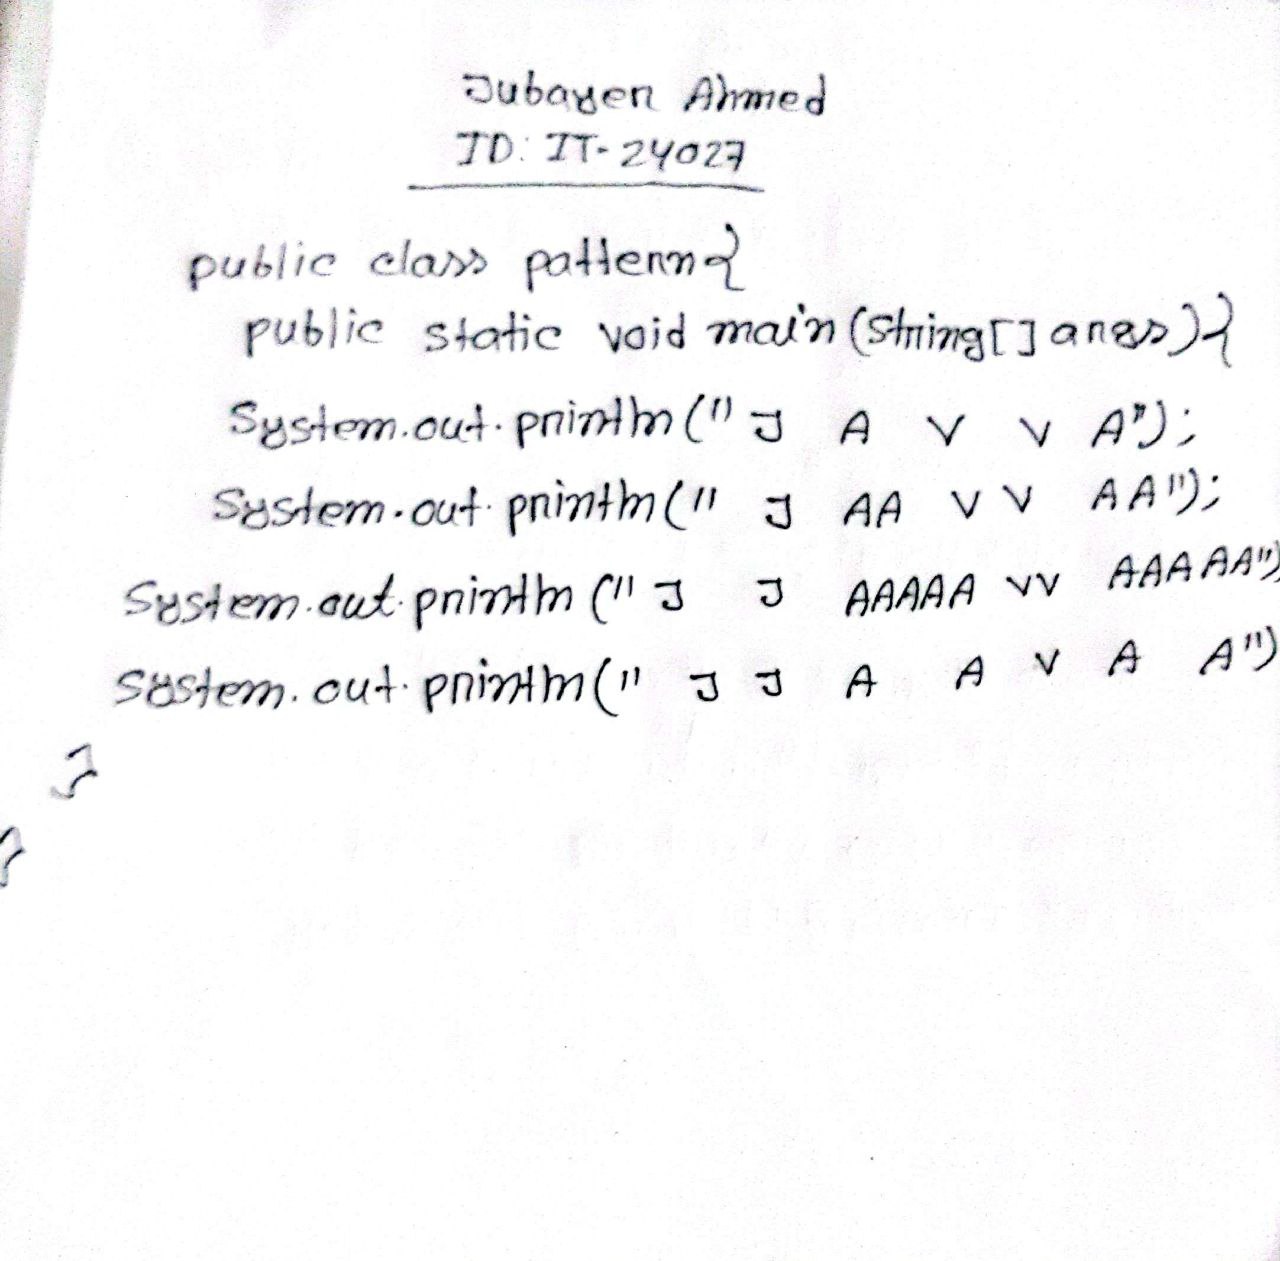 Jubayer Ahmed
ID: IT-24027
public class pattern{
public static void main(String[] args){
System.out.println(" J A V V A");
System.out.println(" J AA V V AA");
System.out.println(" J J AAAAA VV AAAAA")
System.out.println(" J J A A V A A")
}
}